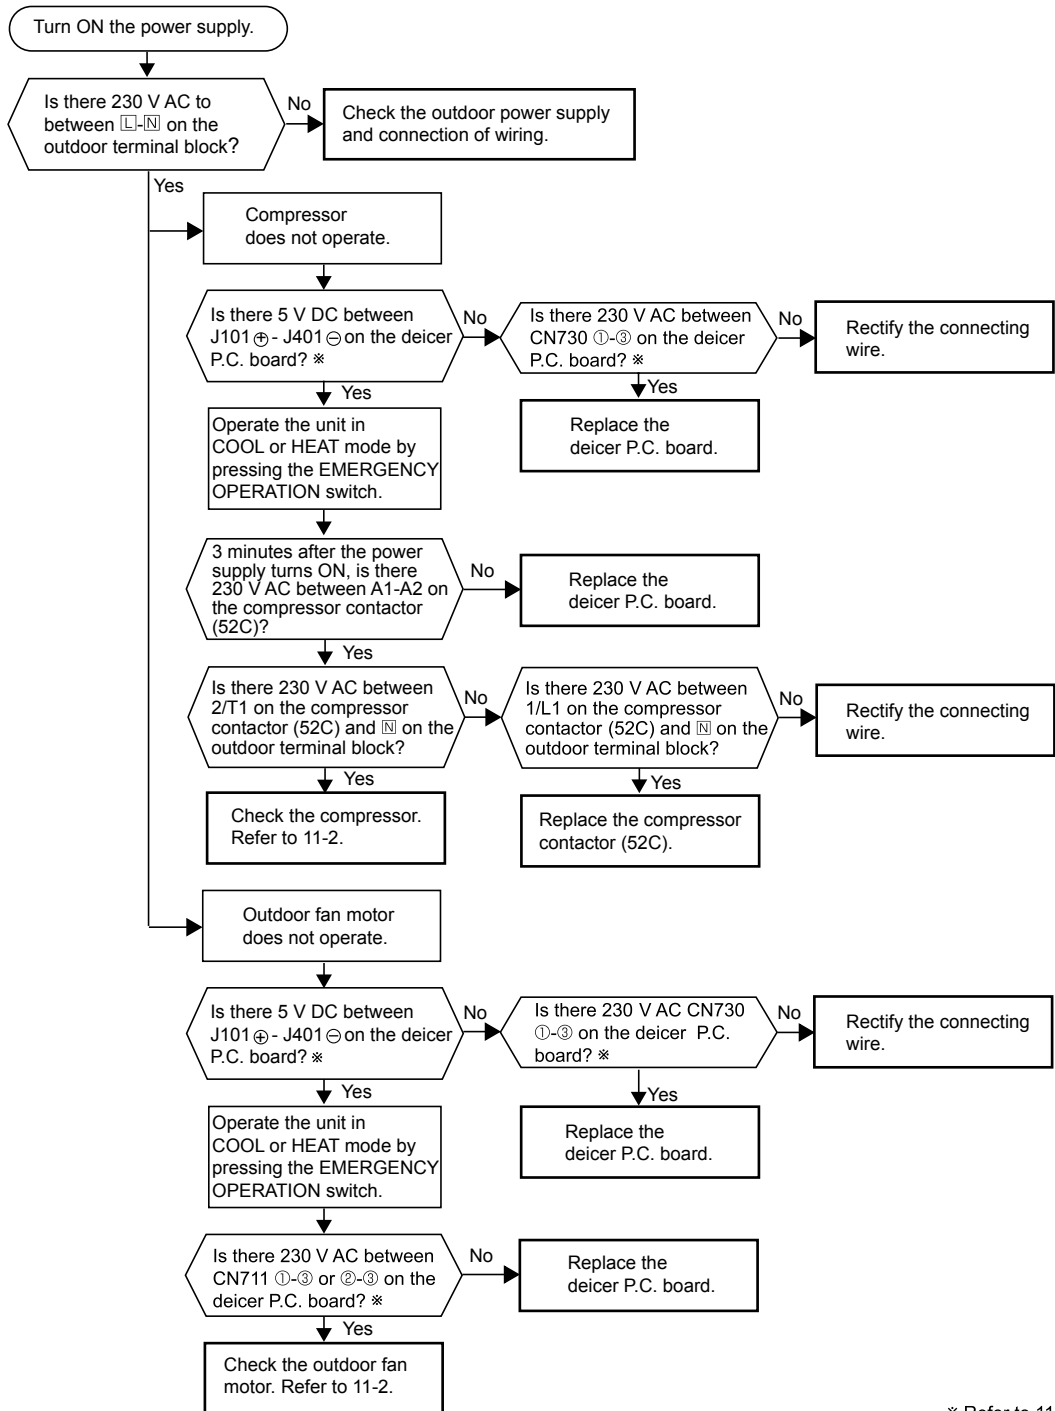 Turn ON the power supply.
Is there 230 V AC to
between L-N on the
outdoor terminal block?
No
Check the outdoor power supply
and connection of wiring.
Yes
Compressor
does not operate.
Is there 5 V DC between
J101 ⊕ - J401 ⊖ on the deicer
P.C. board? ※
No
Is there 230 V AC between
CN730 ①-③ on the deicer
P.C. board? ※
No
Rectify the connecting
wire.
Yes
Replace the
deicer P.C. board.
Yes
Operate the unit in
COOL or HEAT mode by
pressing the EMERGENCY
OPERATION switch.
3 minutes after the power
supply turns ON, is there
230 V AC between A1-A2 on
the compressor contactor
(52C)?
No
Replace the
deicer P.C. board.
Yes
Is there 230 V AC between
2/T1 on the compressor
contactor (52C) and N on the
outdoor terminal block?
No
Is there 230 V AC between
1/L1 on the compressor
contactor (52C) and N on the
outdoor terminal block?
No
Rectify the connecting
wire.
Yes
Check the compressor.
Refer to 11-2.
Yes
Replace the compressor
contactor (52C).
Outdoor fan motor
does not operate.
Is there 5 V DC between
J101 ⊕ - J401 ⊖ on the deicer
P.C. board? ※
No
Is there 230 V AC CN730
①-③ on the deicer P.C.
board? ※
No
Rectify the connecting
wire.
Yes
Replace the
deicer P.C. board.
Yes
Operate the unit in
COOL or HEAT mode by
pressing the EMERGENCY
OPERATION switch.
Is there 230 V AC between
CN711 ①-③ or ②-③ on the
deicer P.C. board? ※
No
Replace the
deicer P.C. board.
Yes
Check the outdoor fan
motor. Refer to 11-2.
※ Refer to 11